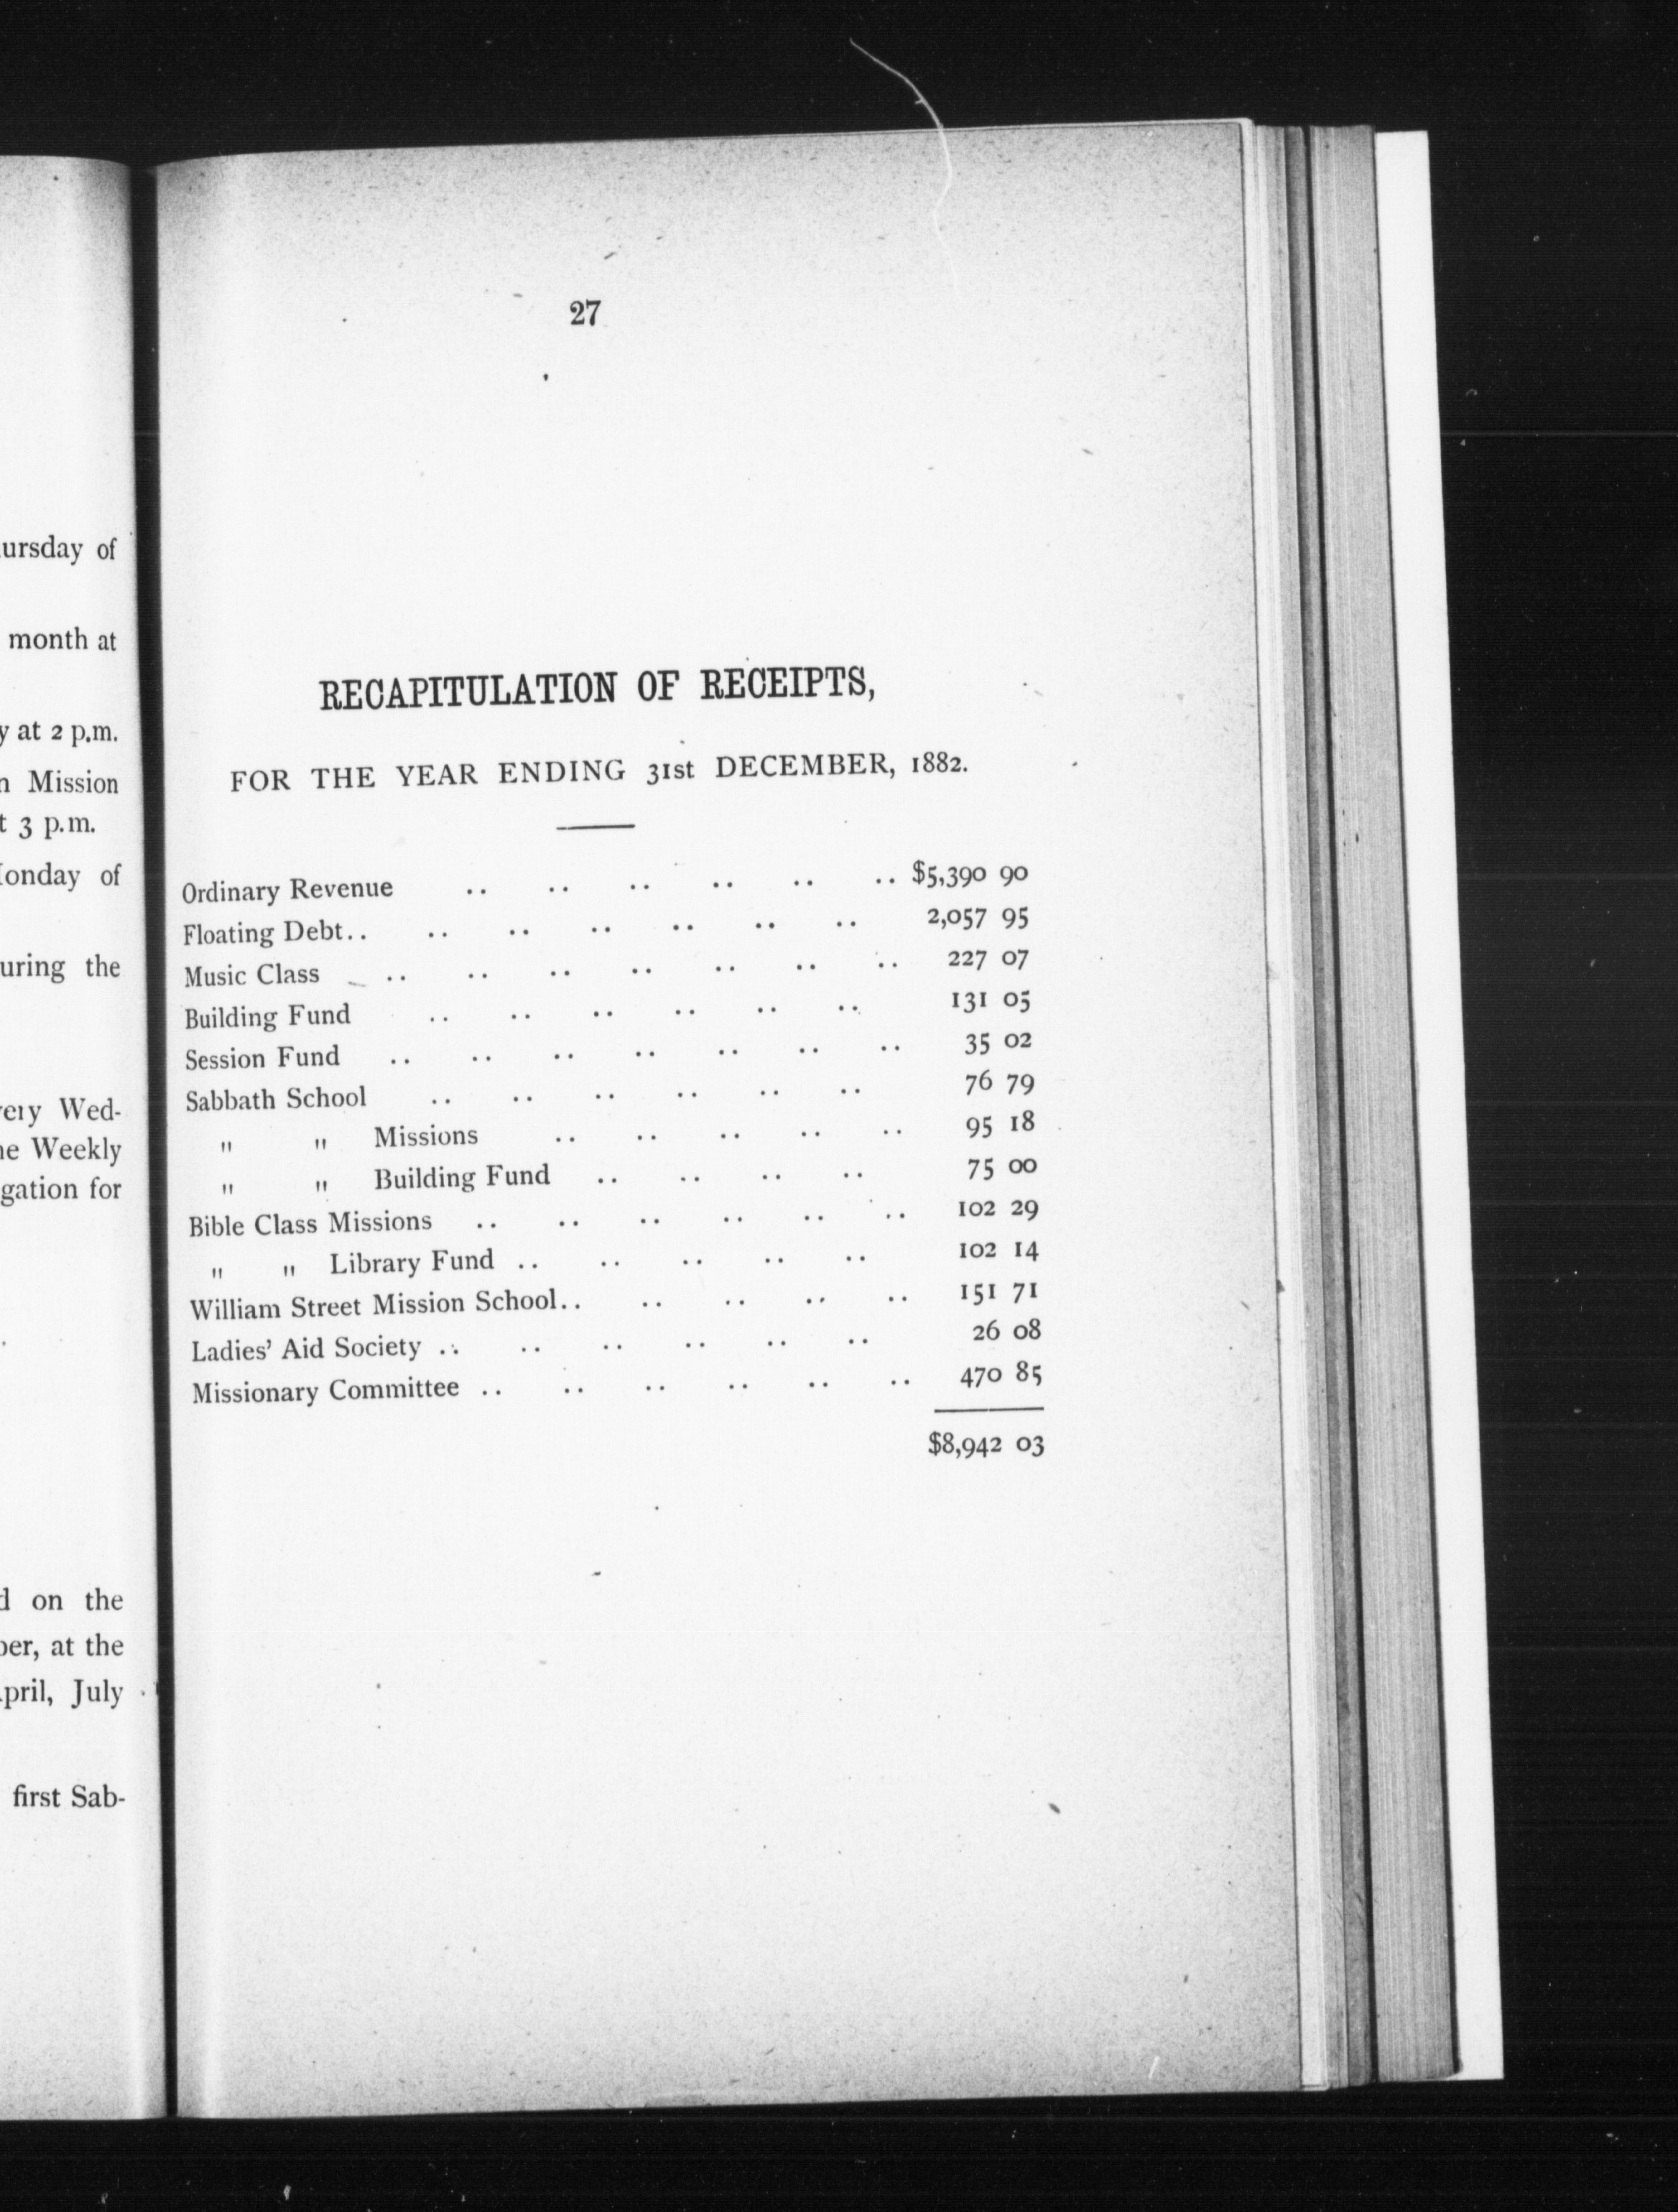 ursday of
month at
y at 2 p.m.
n Mission
t 3 p.m.
onday of
uring the
very Wed-
he Weekly
gation for
d on the
ber, at the
pril, July
first Sab-
27
RECAPITULATION OF RECEIPTS,
FOR THE YEAR ENDING 31st DECEMBER, 1882.
Ordinary Revenue .. .. .. .. .. .. $5,390 90
Floating Debt.. .. .. .. .. .. .. 2,057 95
Music Class .. .. .. .. .. .. .. 227 07
Building Fund .. .. .. .. .. .. 131 05
Session Fund .. .. .. .. .. .. .. 35 02
Sabbath School .. .. .. .. .. .. 76 79
" " Missions .. .. .. .. .. 95 18
" " Building Fund .. .. .. .. 75 00
Bible Class Missions .. .. .. .. .. .. 102 29
" " Library Fund .. .. .. .. .. 102 14
William Street Mission School.. .. .. .. .. 151 71
Ladies' Aid Society .. .. .. .. .. .. 26 08
Missionary Committee .. .. .. .. .. .. 470 85
$8,942 03